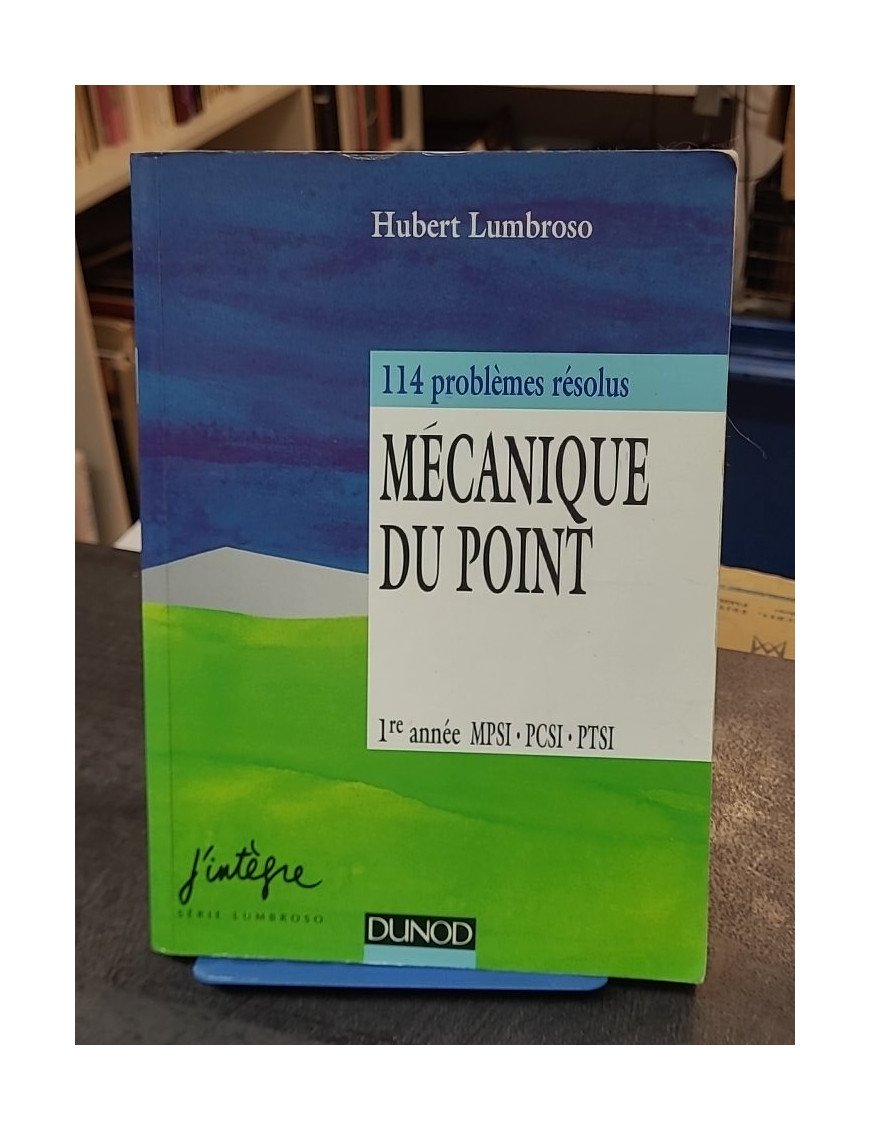 Hubert Lumbroso
114 problèmes résolus
MÉCANIQUE
DU POINT
1re année MPSI • PCSI • PTSI
J'intègre
SÉRIE LUMBROSO
DUNOD